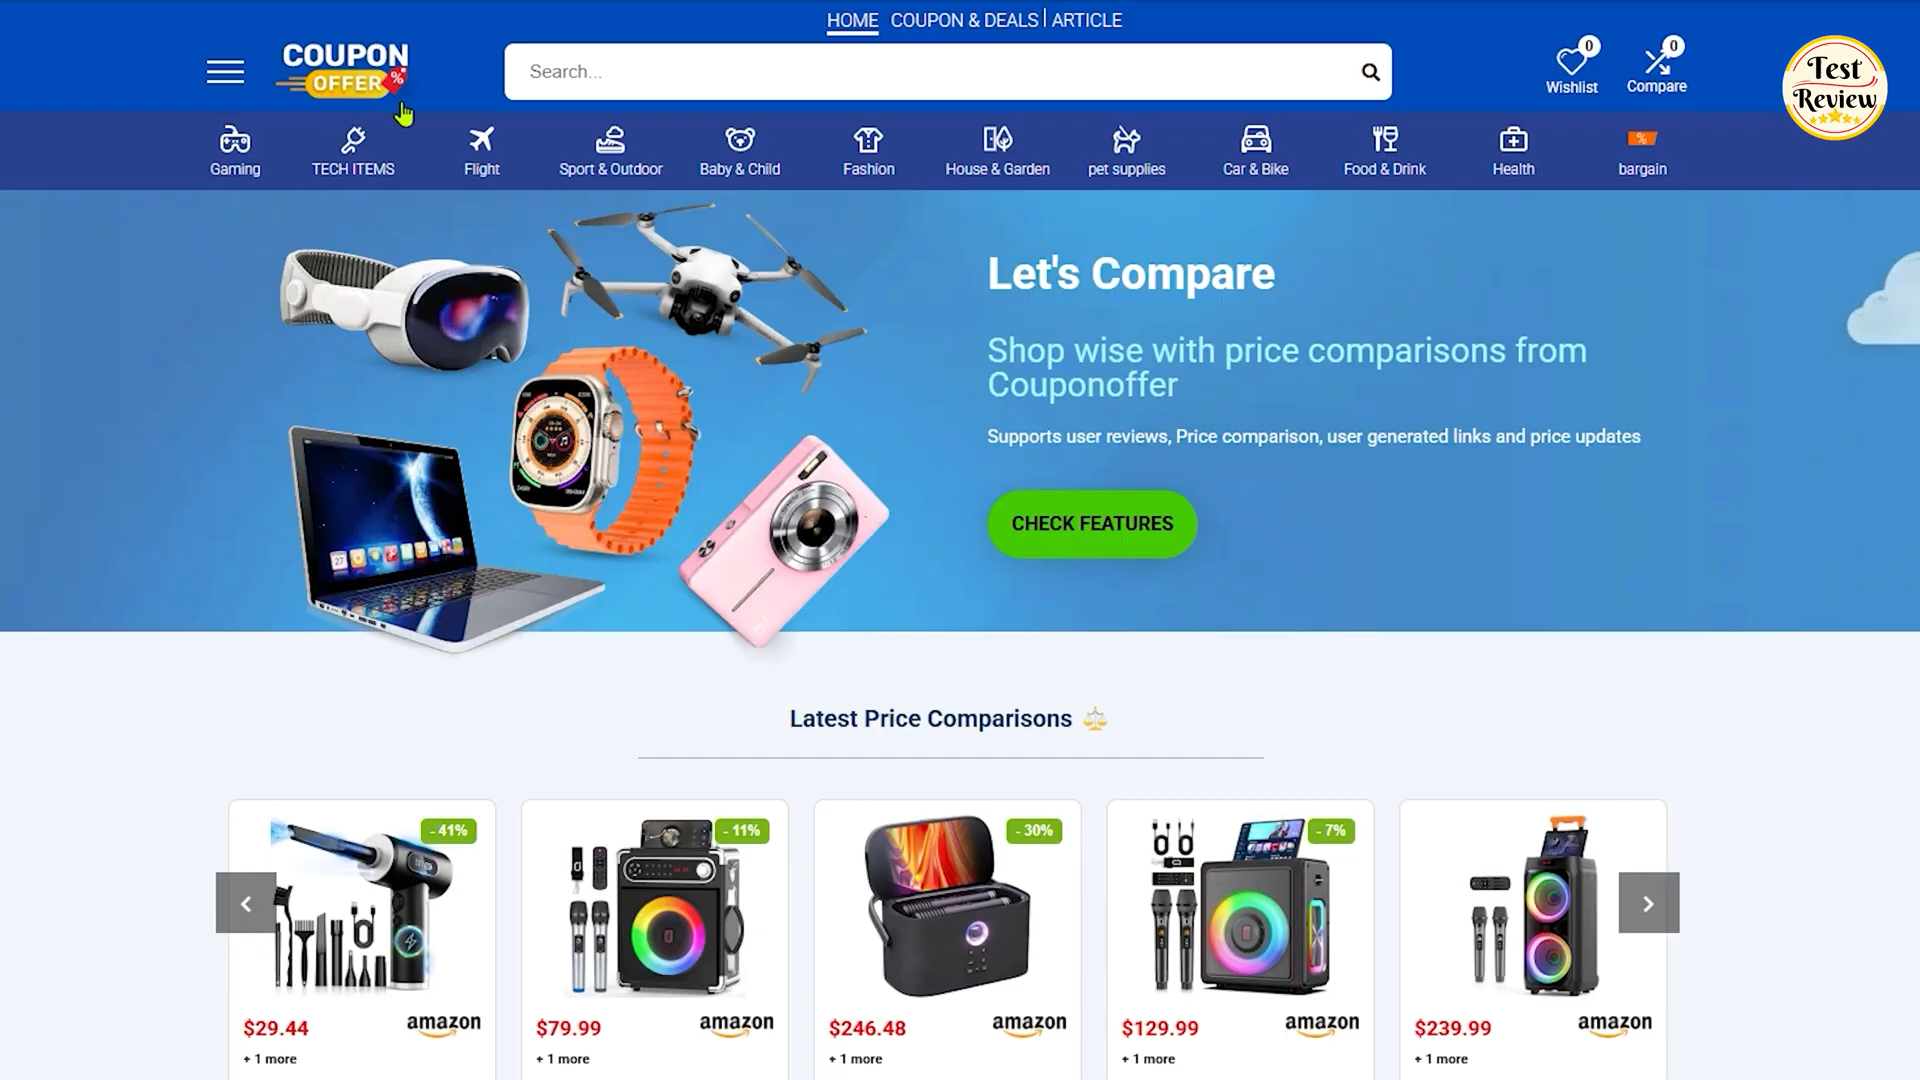 HOME COUPON & DEALS ARTICLE
COUPON
OFFER %
Search...
0
Wishlist
0
Compare
Test
Review
Gaming
TECH ITEMS
Flight
Sport & Outdoor
Baby & Child
Fashion
House & Garden
pet supplies
Car & Bike
Food & Drink
Health
%
bargain
Let's Compare
Shop wise with price comparisons from
Couponoffer
Supports user reviews, Price comparison, user generated links and price updates
CHECK FEATURES
27
Latest Price Comparisons
- 41%
- 11%
- 30%
- 7%
$29.44 amazon
+ 1 more
$79.99 amazon
+ 1 more
$246.48 amazon
+ 1 more
$129.99 amazon
+ 1 more
$239.99 amazon
+ 1 more